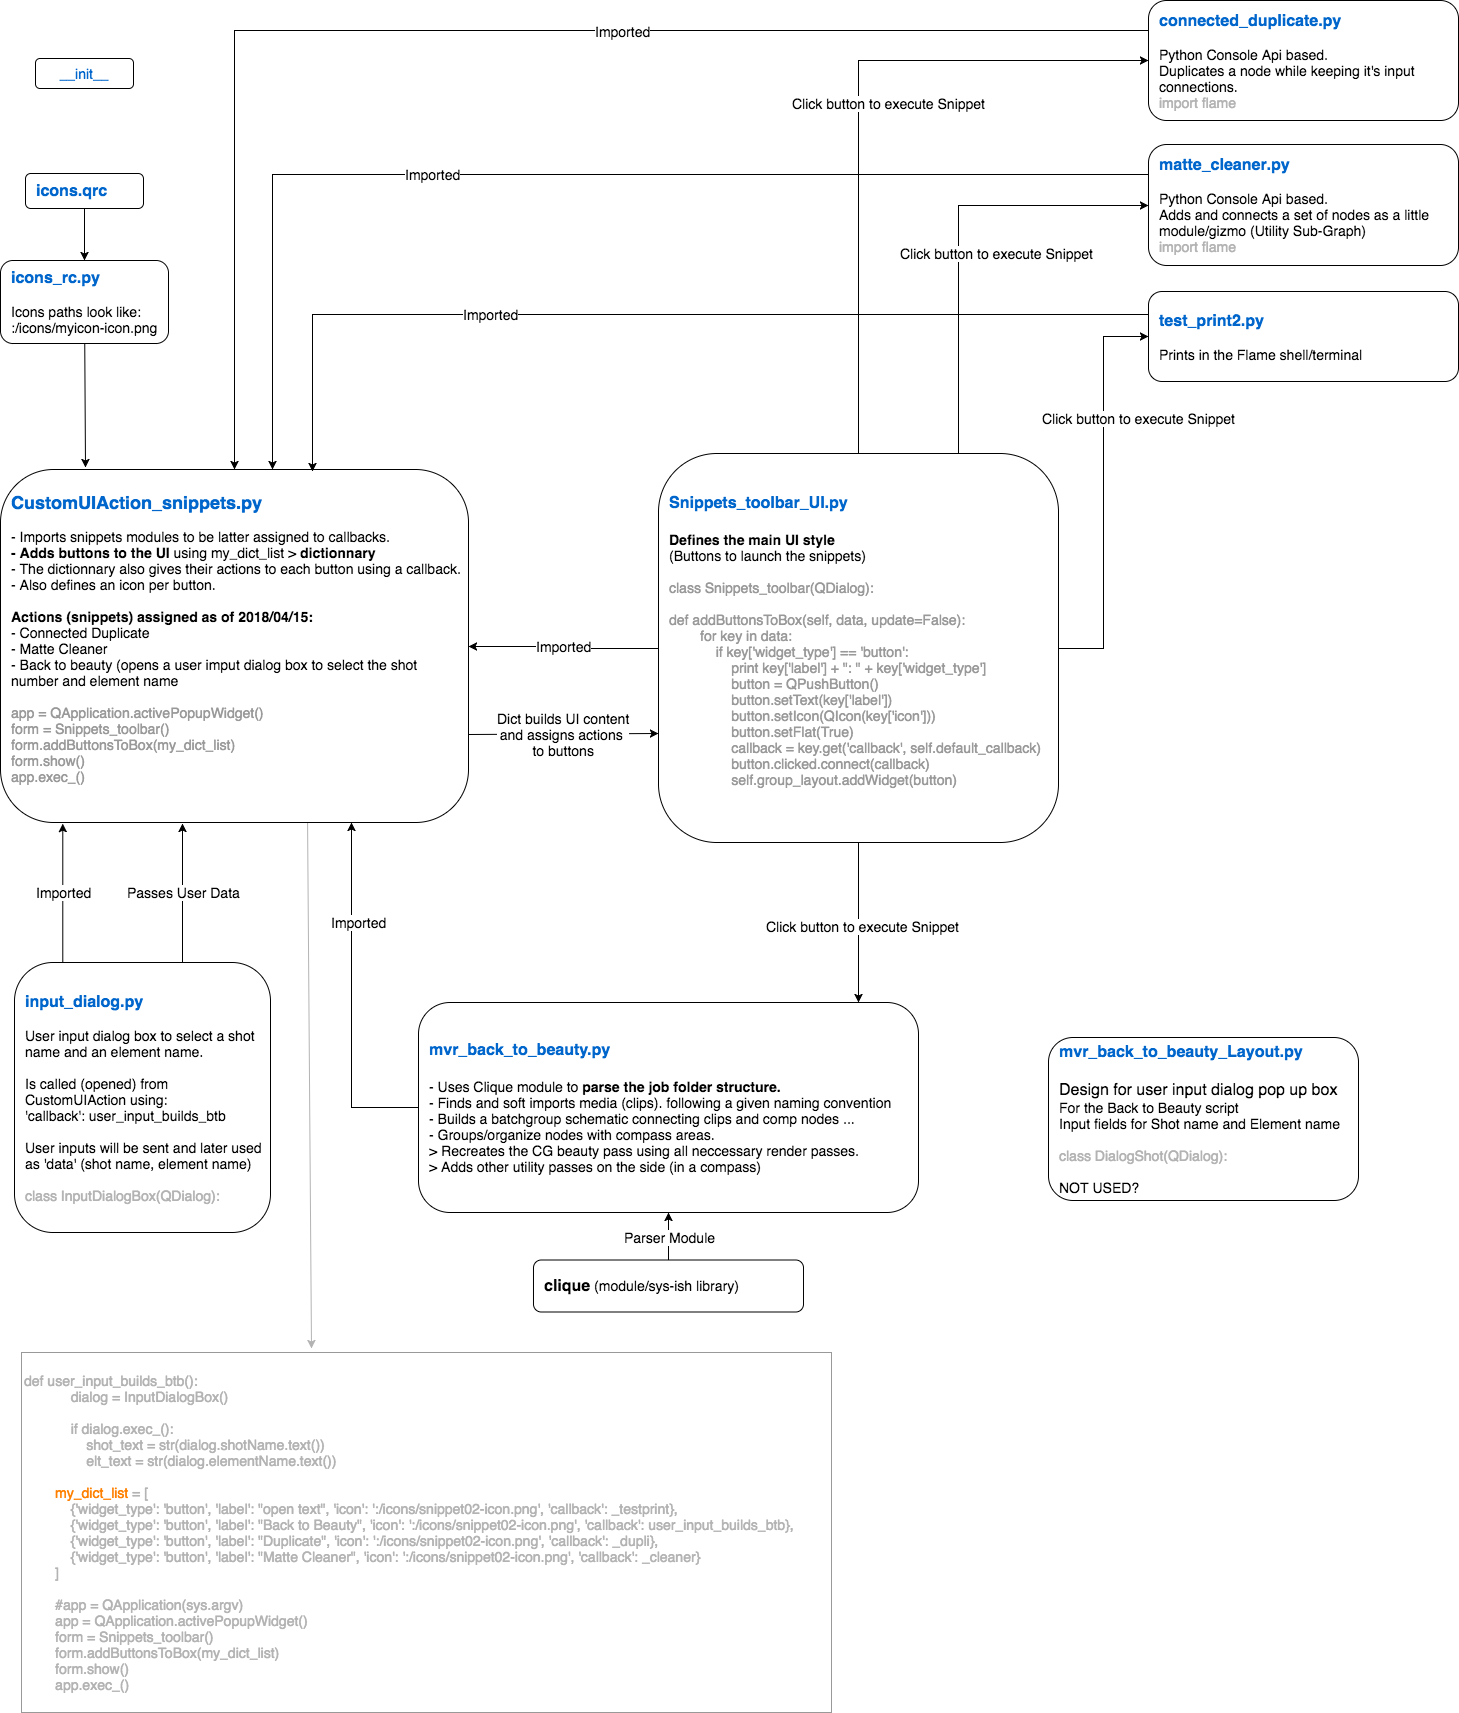 connected_duplicate.py
Python Console Api based.
Duplicates a node while keeping it's input
connections.
import flame
Imported
__init__
Click button to execute Snippet
matte_cleaner.py
Python Console Api based.
Adds and connects a set of nodes as a little
module/gizmo (Utility Sub-Graph)
import flame
Imported
icons.qrc
Click button to execute Snippet
icons_rc.py
Icons paths look like:
:/icons/myicon-icon.png
Imported
test_print2.py
Prints in the Flame shell/terminal
Click button to execute Snippet
CustomUIAction_snippets.py
- Imports snippets modules to be latter assigned to callbacks.
- Adds buttons to the UI using my_dict_list > dictionnary
- The dictionnary also gives their actions to each button using a callback.
- Also defines an icon per button.
Actions (snippets) assigned as of 2018/04/15:
- Connected Duplicate
- Matte Cleaner
- Back to beauty (opens a user imput dialog box to select the shot
number and element name
app = QApplication.activePopupWidget()
form = Snippets_toolbar()
form.addButtonsToBox(my_dict_list)
form.show()
app.exec_()
Imported
Dict builds UI content
and assigns actions
to buttons
Snippets_toolbar_UI.py
Defines the main UI style
(Buttons to launch the snippets)
class Snippets_toolbar(QDialog):
def addButtonsToBox(self, data, update=False):
for key in data:
if key['widget_type'] == 'button':
print key['label'] + ": " + key['widget_type']
button = QPushButton()
button.setText(key['label'])
button.setIcon(QIcon(key['icon']))
button.setFlat(True)
callback = key.get('callback', self.default_callback)
button.clicked.connect(callback)
self.group_layout.addWidget(button)
Imported
Passes User Data
Imported
Click button to execute Snippet
input_dialog.py
User input dialog box to select a shot
name and an element name.
Is called (opened) from
CustomUIAction using:
'callback': user_input_builds_btb
User inputs will be sent and later used
as 'data' (shot name, element name)
class InputDialogBox(QDialog):
mvr_back_to_beauty.py
- Uses Clique module to parse the job folder structure.
- Finds and soft imports media (clips). following a given naming convention
- Builds a batchgroup schematic connecting clips and comp nodes ...
- Groups/organize nodes with compass areas.
> Recreates the CG beauty pass using all neccessary render passes.
> Adds other utility passes on the side (in a compass)
mvr_back_to_beauty_Layout.py
Design for user input dialog pop up box
For the Back to Beauty script
Input fields for Shot name and Element name
class DialogShot(QDialog):
NOT USED?
Parser Module
clique (module/sys-ish library)
def user_input_builds_btb():
dialog = InputDialogBox()
if dialog.exec_():
shot_text = str(dialog.shotName.text())
elt_text = str(dialog.elementName.text())
my_dict_list = [
{'widget_type': 'button', 'label': "open text", 'icon': ':/icons/snippet02-icon.png', 'callback': _testprint},
{'widget_type': 'button', 'label': "Back to Beauty", 'icon': ':/icons/snippet02-icon.png', 'callback': user_input_builds_btb},
{'widget_type': 'button', 'label': "Duplicate", 'icon': ':/icons/snippet02-icon.png', 'callback': _dupli},
{'widget_type': 'button', 'label': "Matte Cleaner", 'icon': ':/icons/snippet02-icon.png', 'callback': _cleaner}
]
#app = QApplication(sys.argv)
app = QApplication.activePopupWidget()
form = Snippets_toolbar()
form.addButtonsToBox(my_dict_list)
form.show()
app.exec_()